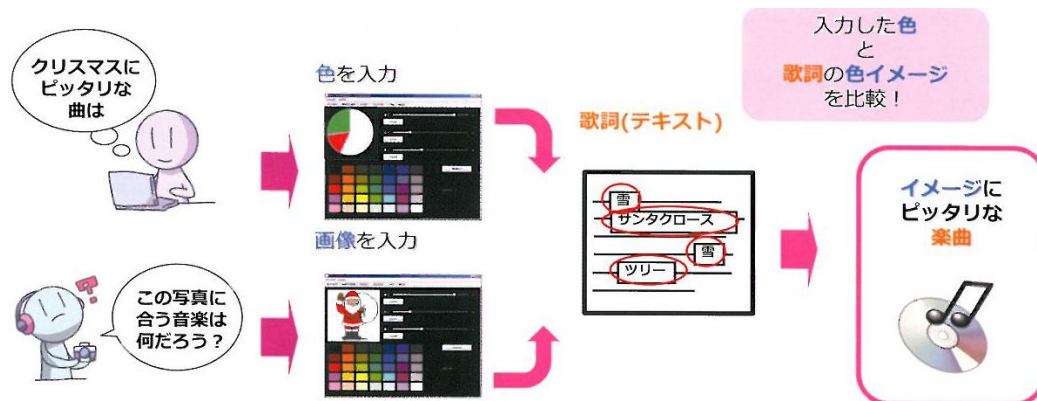 クリスマスに
ピッタリな
曲は
色を入力
入力した色
と
歌詞の色イメージ
を比較！
歌詞(テキスト)
雪
サンタクロース
雪
ツリー
イメージに
ピッタリな
楽曲
画像を入力
この写真に
合う音楽は
何だろう？